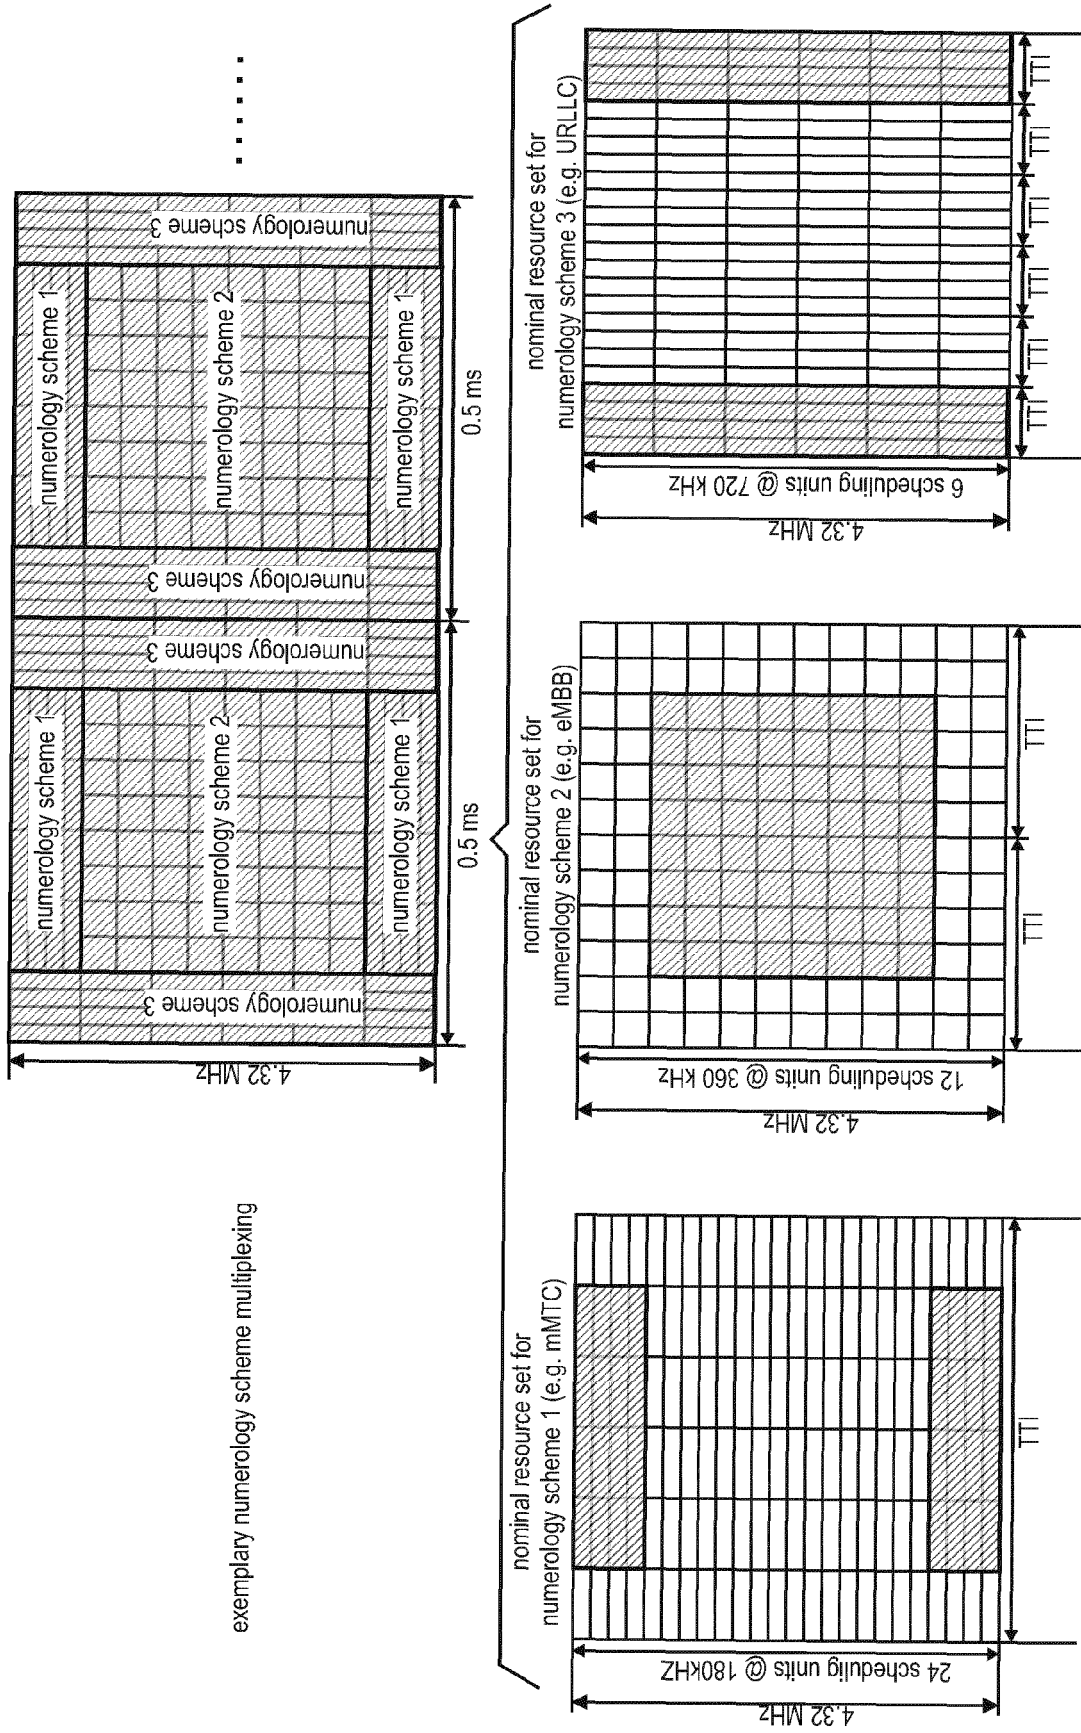 exemplary numerology scheme multiplexing
4.32 MHz
numerology scheme 3
numerology scheme 1
numerology scheme 2
numerology scheme 1
numerology scheme 3
numerology scheme 3
numerology scheme 1
numerology scheme 2
numerology scheme 1
numerology scheme 3
......
0.5 ms
0.5 ms
nominal resource set for
numerology scheme 1 (e.g. mMTC)
4.32 MHz
24 schedulig units @ 180kHZ
TTI
nominal resource set for
numerology scheme 2 (e.g. eMBB)
4.32 MHz
12 scheduling units @ 360 kHz
TTI
TTI
nominal resource set for
numerology scheme 3 (e.g. URLLC)
4.32 MHz
6 scheduling units @ 720 kHz
TTI
TTI
TTI
TTI
TTI
TTI